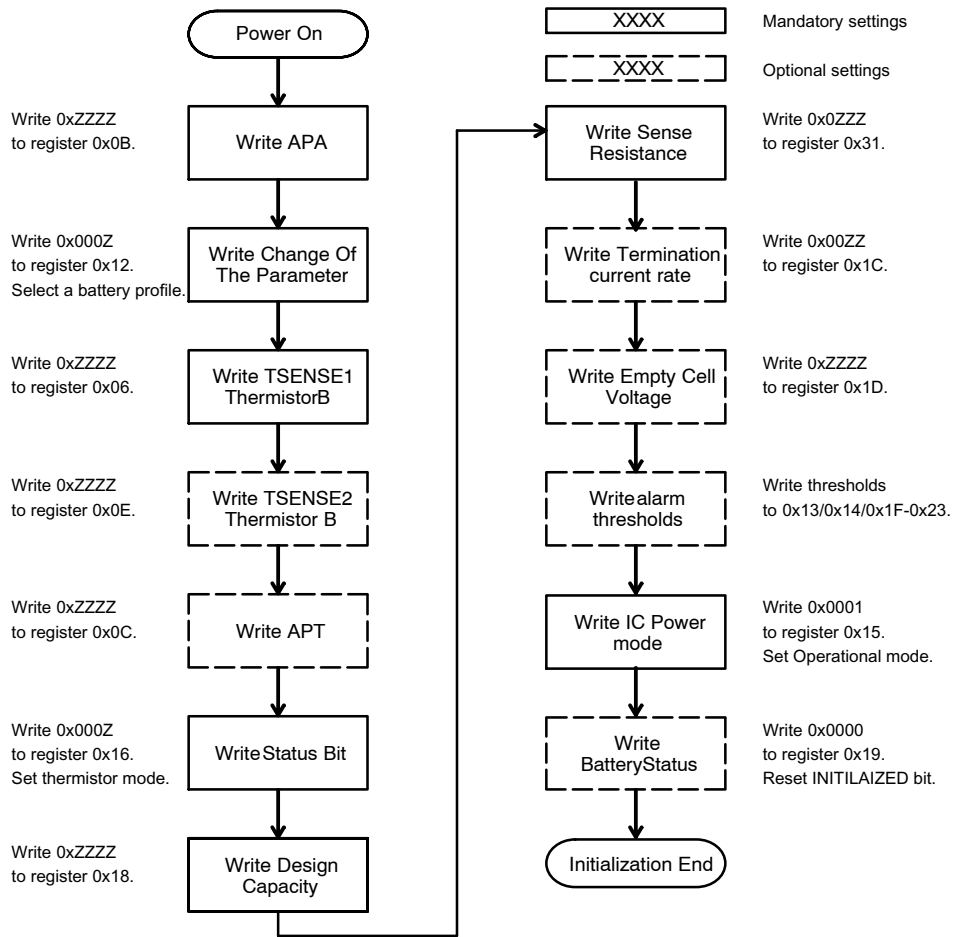 Power On
Write 0xZZZZ
to register 0x0B.
Write APA
Write 0x000Z
to register 0x12.
Select a battery profile.
Write Change Of
The Parameter
Write 0xZZZZ
to register 0x06.
Write TSENSE1
ThermistorB
Write 0xZZZZ
to register 0x0E.
Write TSENSE2
Thermistor B
Write 0xZZZZ
to register 0x0C.
Write APT
Write 0x000Z
to register 0x16.
Set thermistor mode.
WriteStatus Bit
Write 0xZZZZ
to register 0x18.
Write Design
Capacity
XXXX
Mandatory settings
XXXX
Optional settings
Write Sense
Resistance
Write 0x0ZZZ
to register 0x31.
Write Termination
current rate
Write 0x00ZZ
to register 0x1C.
Write Empty Cell
Voltage
Write 0xZZZZ
to register 0x1D.
Writealarm
thresholds
Write thresholds
to 0x13/0x14/0x1F-0x23.
Write IC Power
mode
Write 0x0001
to register 0x15.
Set Operational mode.
Write
BatteryStatus
Write 0x0000
to register 0x19.
Reset INITILAIZED bit.
Initialization End